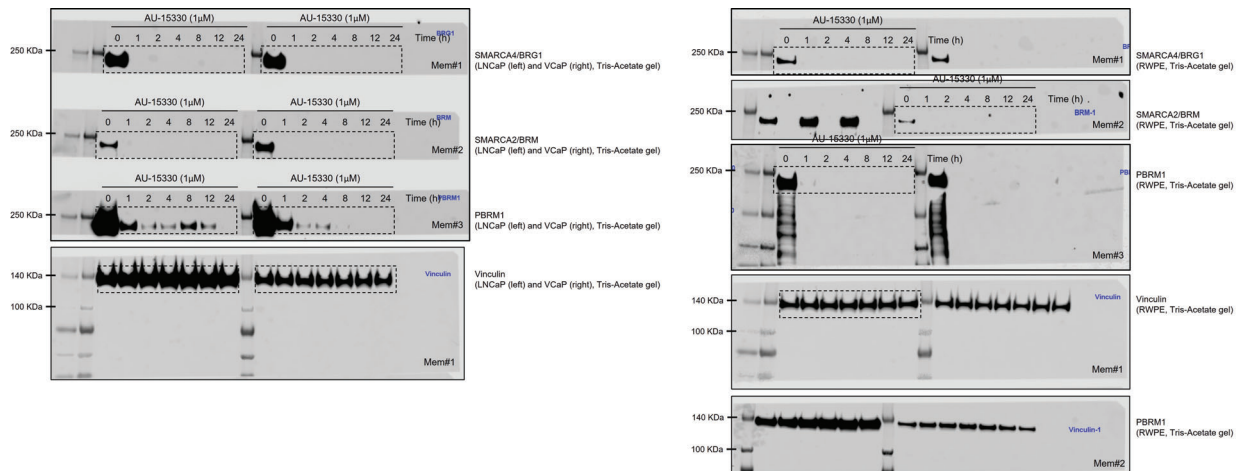 AU-15330 (1µM) AU-15330 (1µM)
0 1 2 4 8 12 24 0 1 2 4 8 12 24 Time (h)
BRG1
250 KDa
Mem#1
SMARCA4/BRG1
(LNCaP (left) and VCaP (right), Tris-Acetate gel)
AU-15330 (1µM) AU-15330 (1µM)
0 1 2 4 8 12 24 0 1 2 4 8 12 24 Time (h)
BRM
250 KDa
Mem#2
SMARCA2/BRM
(LNCaP (left) and VCaP (right), Tris-Acetate gel)
AU-15330 (1µM) AU-15330 (1µM)
0 1 2 4 8 12 24 0 1 2 4 8 12 24 Time (h)
PBRM1
250 KDa
Mem#3
PBRM1
(LNCaP (left) and VCaP (right), Tris-Acetate gel)
140 KDa
100 KDa
Vinculin
Mem#1
Vinculin
(LNCaP (left) and VCaP (right), Tris-Acetate gel)
AU-15330 (1µM)
0 1 2 4 8 12 24 Time (h)
250 KDa
BR
Mem#1
SMARCA4/BRG1
(RWPE, Tris-Acetate gel)
AU-15330 (1µM)
0 1 2 4 8 12 24 Time (h)
250 KDa
BRM-1
Mem#2
SMARCA2/BRM
(RWPE, Tris-Acetate gel)
AU-15330 (1µM)
0 1 2 4 8 12 24 Time (h)
250 KDa
PB
Mem#3
PBRM1
(RWPE, Tris-Acetate gel)
140 KDa
100 KDa
Vinculin
Mem#1
Vinculin
(RWPE, Tris-Acetate gel)
140 KDa
100 KDa
Vinculin-1
Mem#2
PBRM1
(RWPE, Tris-Acetate gel)